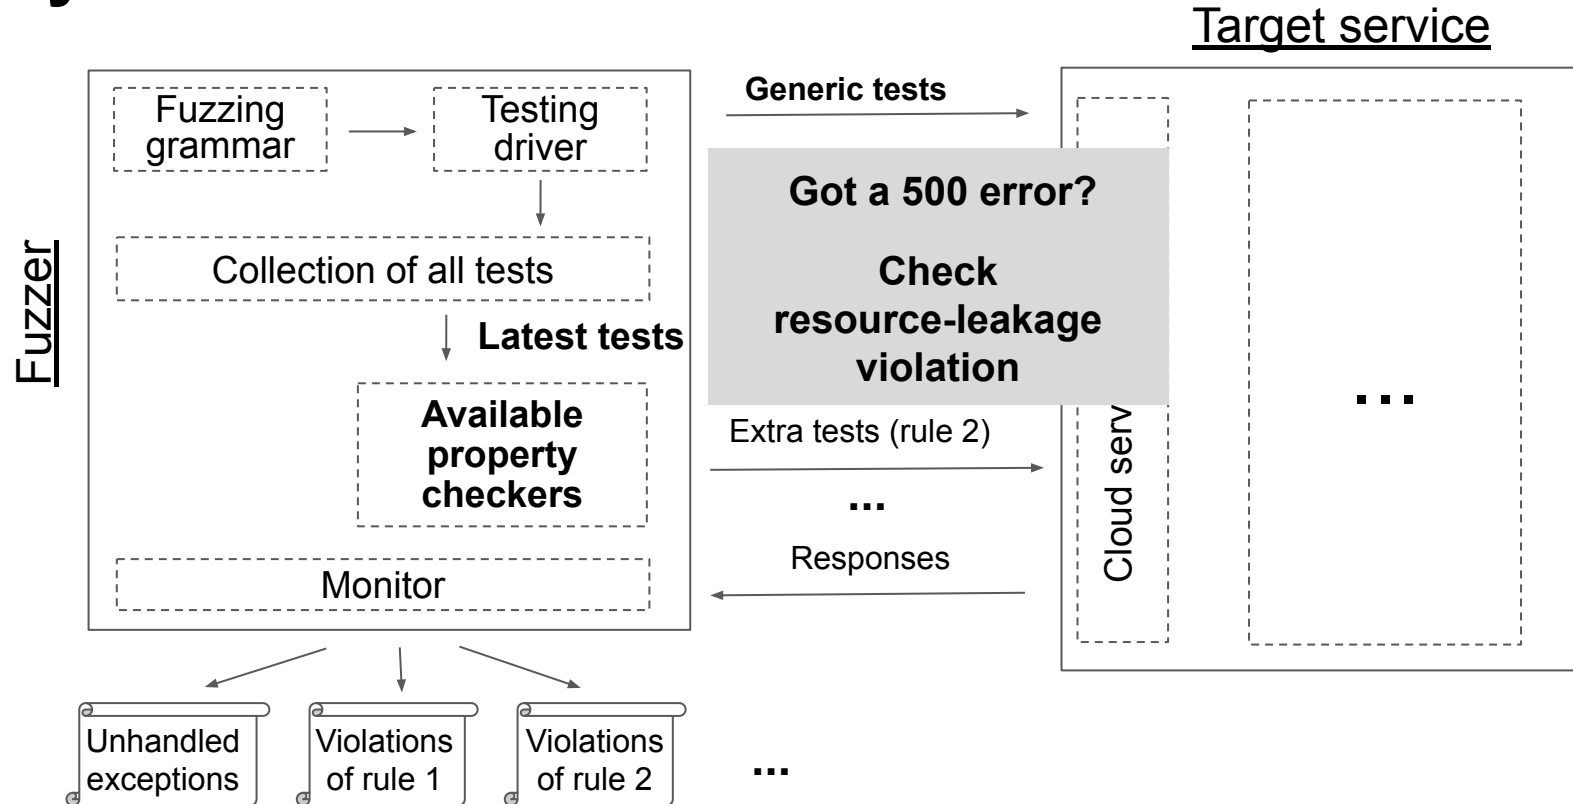 Target service
Fuzzing
grammar
Testing
driver
Generic tests
Fuzzer
Collection of all tests
Latest tests
Available
property
checkers
Monitor
Got a 500 error?
Check
resource-leakage
violation
Extra tests (rule 2)
...
Responses
Cloud
...
Unhandled
exceptions
Violations
of rule 1
Violations
of rule 2
...